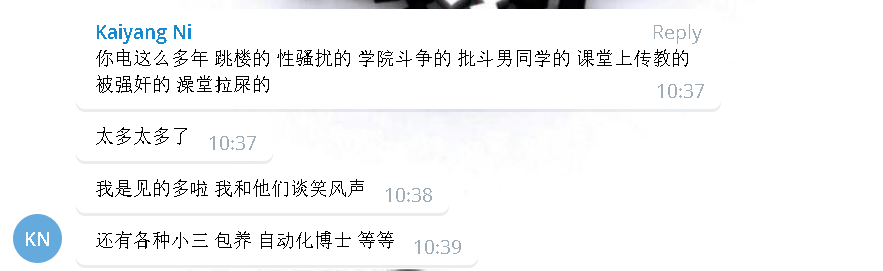 Kaiyang Ni Reply
你电这么多年 跳楼的 性骚扰的 学院斗争的 批斗男同学的 课堂上传教的
被强奸的 澡堂拉屎的 10:37
太多太多了 10:37
我是见的多啦 我和他们谈笑风声 10:38
KN 还有各种小三 包养 自动化博士 等等 10:39